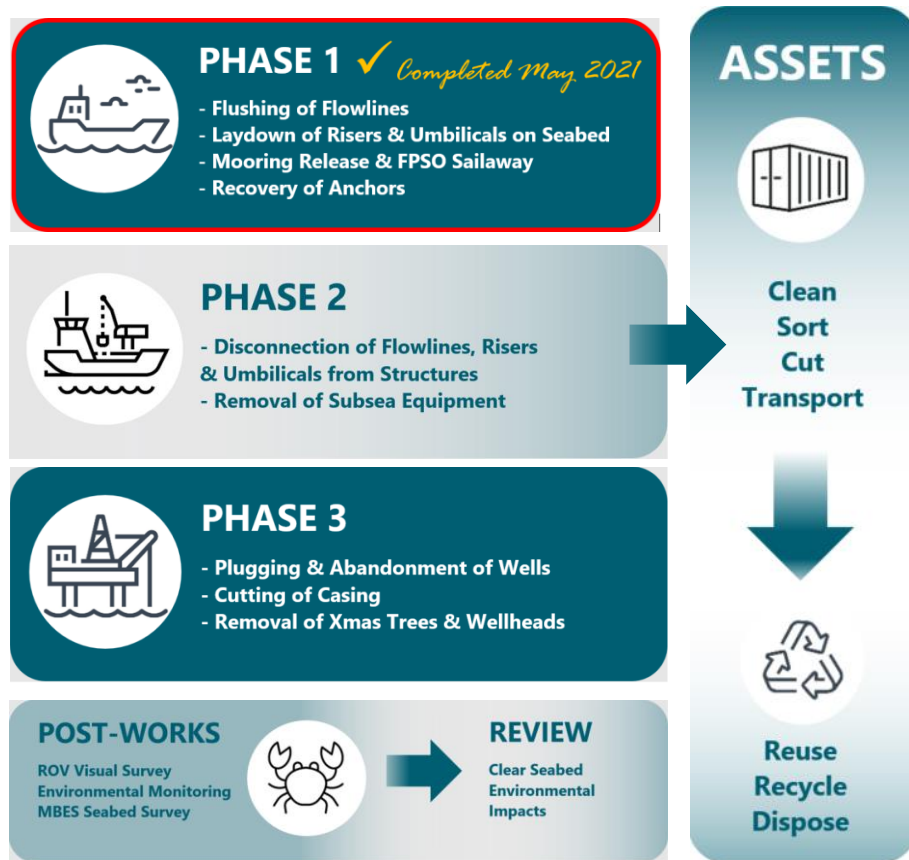 PHASE 1 ✓ Completed May 2021
- Flushing of Flowlines
- Laydown of Risers & Umbilicals on Seabed
- Mooring Release & FPSO Sailaway
- Recovery of Anchors
PHASE 2
- Disconnection of Flowlines, Risers
& Umbilicals from Structures
- Removal of Subsea Equipment
PHASE 3
- Plugging & Abandonment of Wells
- Cutting of Casing
- Removal of Xmas Trees & Wellheads
POST-WORKS
ROV Visual Survey
Environmental Monitoring
MBES Seabed Survey
REVIEW
Clear Seabed
Environmental
Impacts
ASSETS
Clean
Sort
Cut
Transport
Reuse
Recycle
Dispose